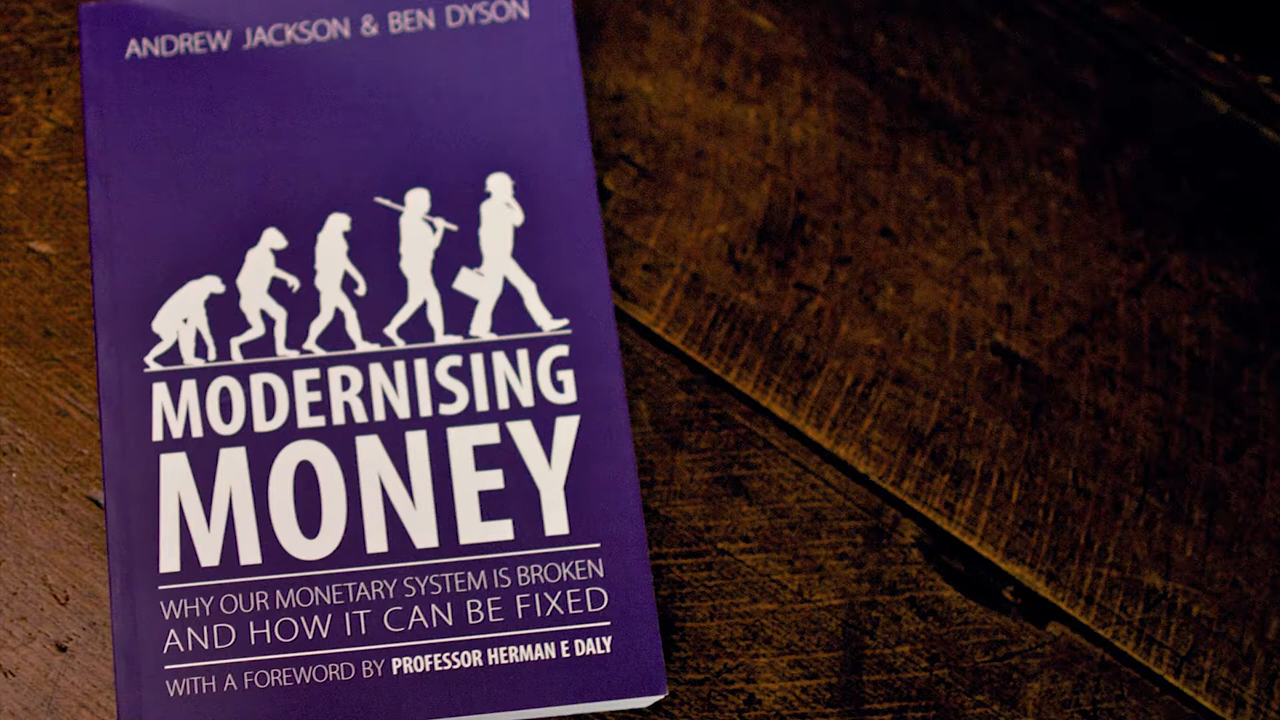 ANDREW JACKSON & BEN DYSON
MODERNISING
MONEY
WHY OUR MONETARY SYSTEM IS BROKEN
AND HOW IT CAN BE FIXED
WITH A FOREWORD BY PROFESSOR HERMAN E DALY